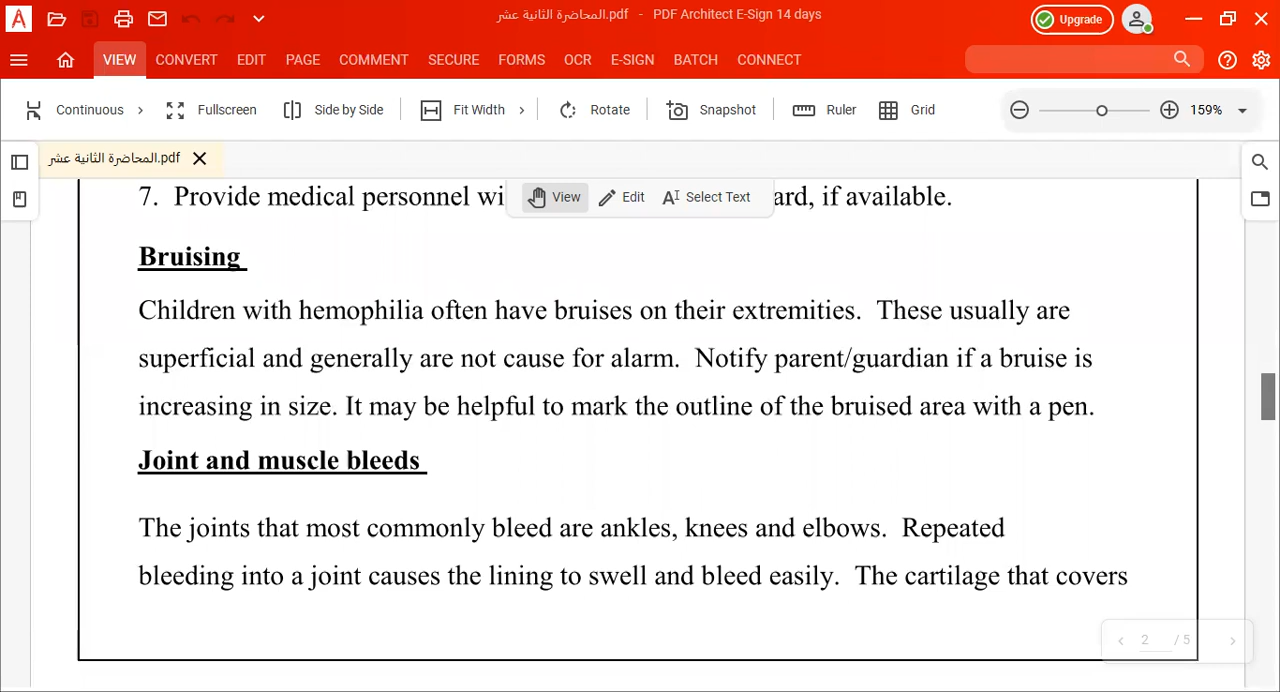 المحاضرة الثانية عشر.pdf - PDF Architect E-Sign 14 days
Upgrade
VIEW CONVERT EDIT PAGE COMMENT SECURE FORMS OCR E-SIGN BATCH CONNECT
Continuous Fullscreen Side by Side Fit Width Rotate Snapshot Ruler Grid 159%
المحاضرة الثانية عشر.pdf
View Edit Select Text
7. Provide medical personnel wi ard, if available.
Bruising
Children with hemophilia often have bruises on their extremities. These usually are
superficial and generally are not cause for alarm. Notify parent/guardian if a bruise is
increasing in size. It may be helpful to mark the outline of the bruised area with a pen.
Joint and muscle bleeds
The joints that most commonly bleed are ankles, knees and elbows. Repeated
bleeding into a joint causes the lining to swell and bleed easily. The cartilage that covers
2 / 5